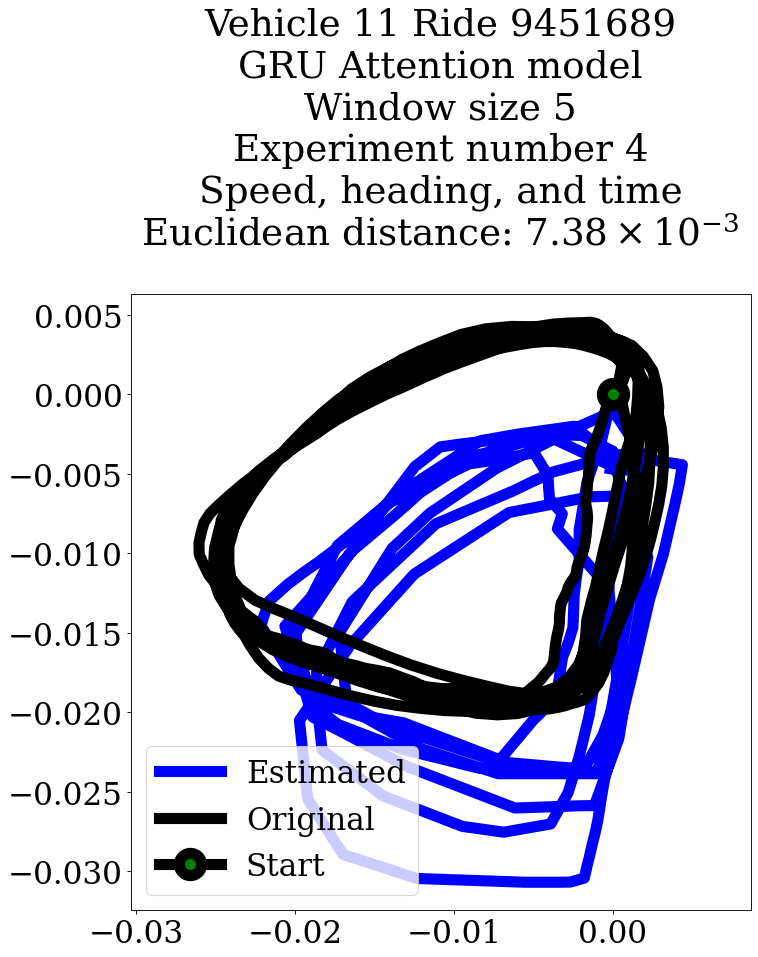 Vehicle 11 Ride 9451689
GRU Attention model
Window size 5
Experiment number 4
Speed, heading, and time
Euclidean distance: 7.38 × 10⁻³
0.005
0.000
−0.005
−0.010
−0.015
−0.020
−0.025
−0.030
Estimated
Original
Start
−0.03 −0.02 −0.01 0.00